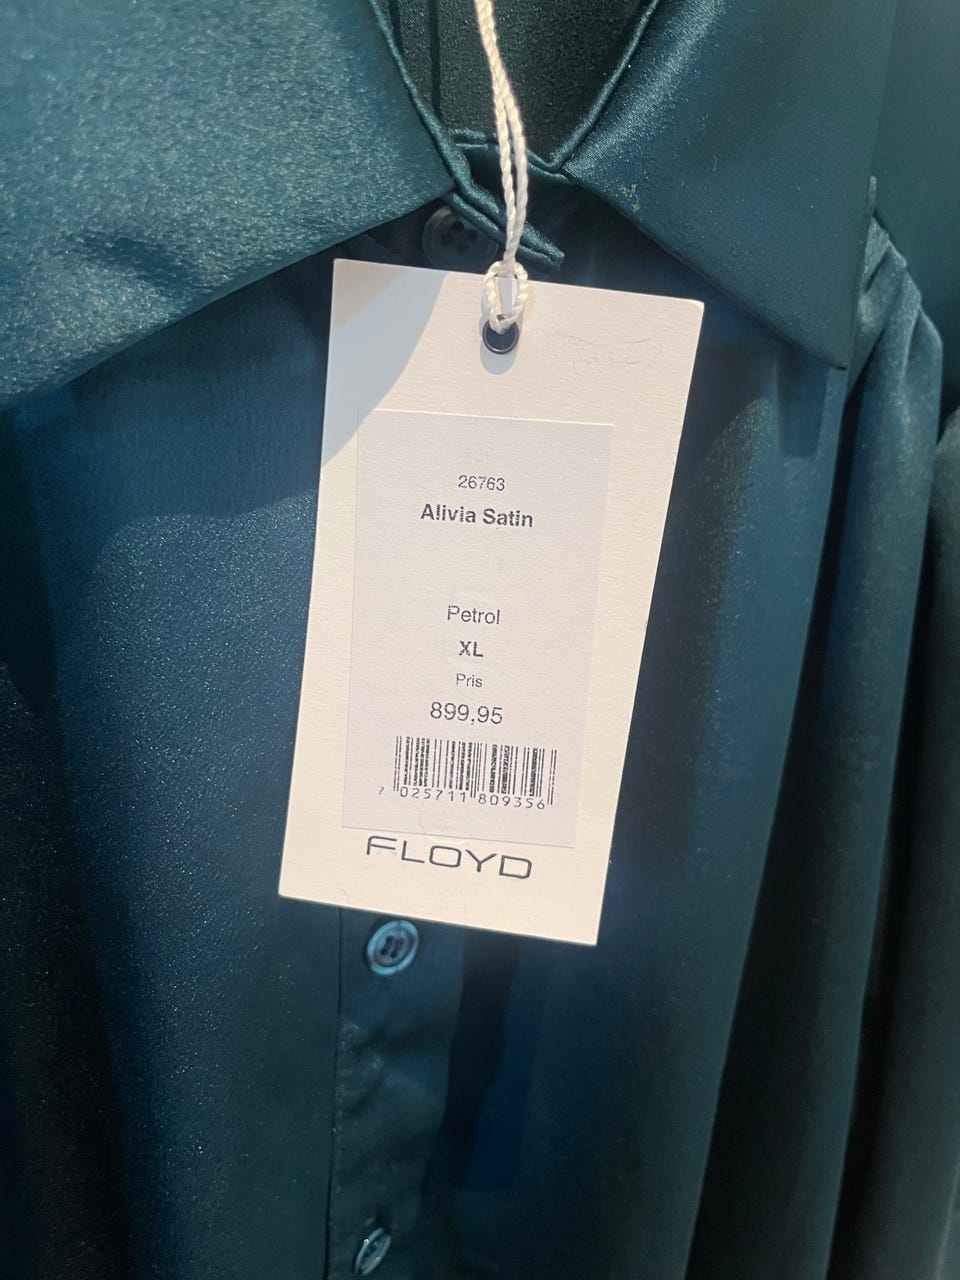 26763
Alivia Satin
Petrol
XL
Pris
899,95
7 025711 809356
FLOYD